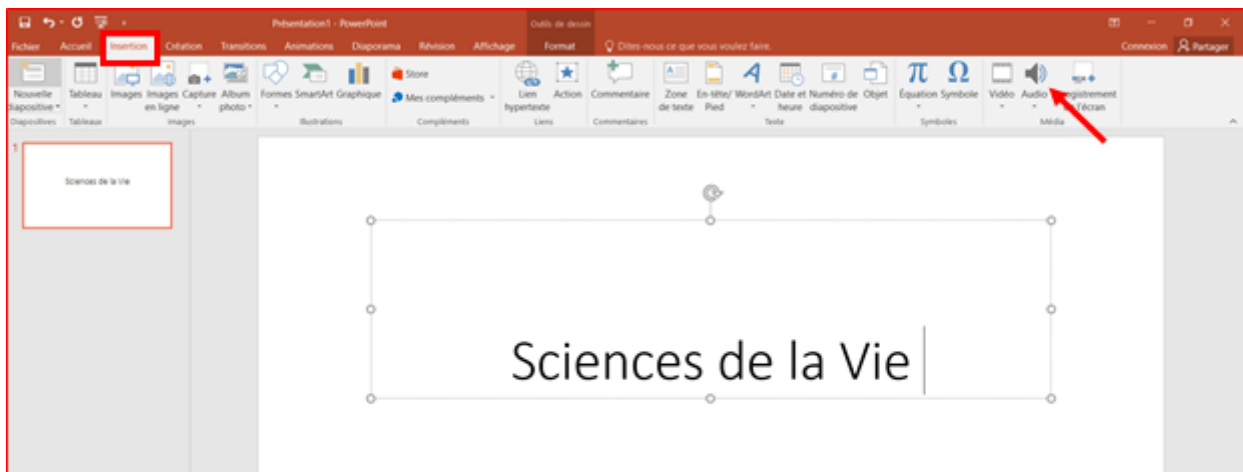 Présentation1 - PowerPoint
Outils de dessin
Fichier Accueil Insertion Création Transitions Animations Diaporama Révision Affichage Format Dites-nous ce que vous voulez faire. Connexion Partager
Store
Mes compléments
Nouvelle diapositive
Tableau
Images
Images en ligne
Capture
Album photo
Formes
SmartArt
Graphique
Lien hypertexte
Action
Commentaire
Zone de texte
En-tête/ Pied
WordArt
Date et heure
Numéro de diapositive
Objet
Équation
Symbole
Vidéo
Audio
Diapositives Tableaux Images Illustrations Compléments Liens Commentaires Texte Symboles Média
1
Sciences de la Vie
Sciences de la Vie